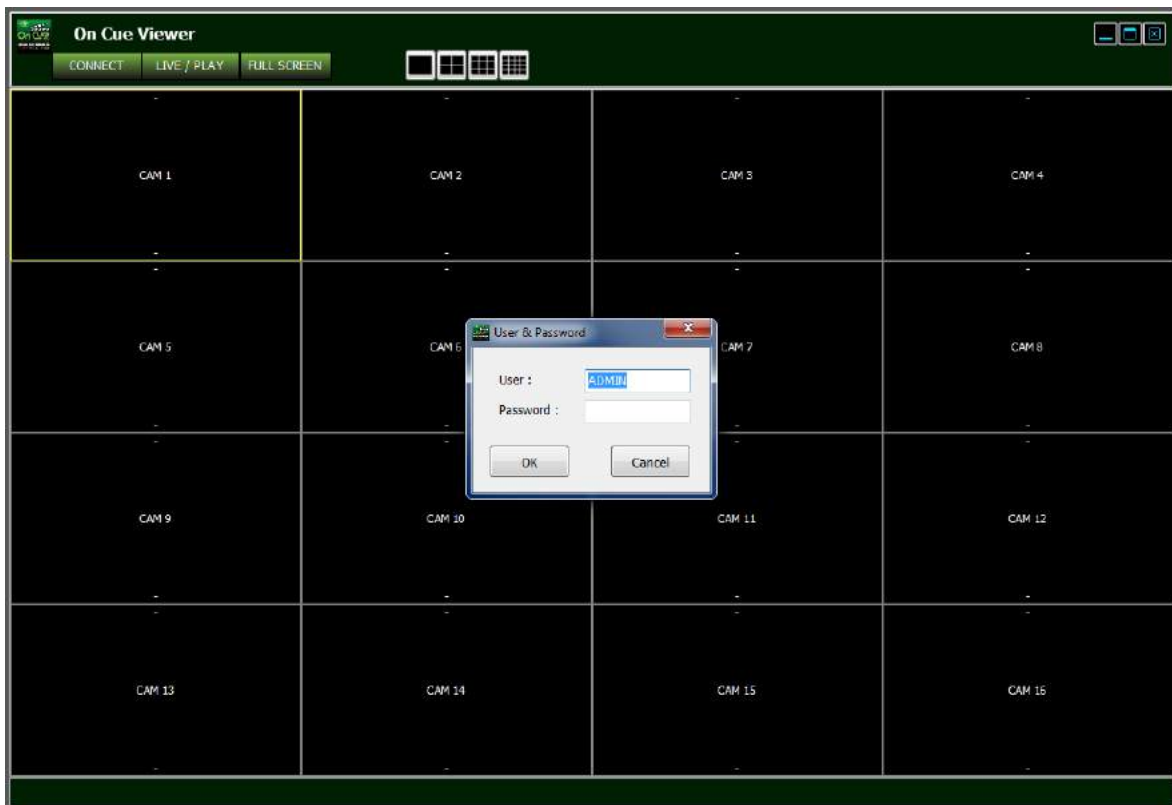 On Cue Viewer
CONNECT LIVE / PLAY FULL SCREEN
CAM 1 CAM 2 CAM 3 CAM 4
User & Password
CAM 5 CAM 6 CAM 7 CAM 8
User : ADMIN
Password :
OK Cancel
CAM 9 CAM 10 CAM 11 CAM 12
CAM 13 CAM 14 CAM 15 CAM 16